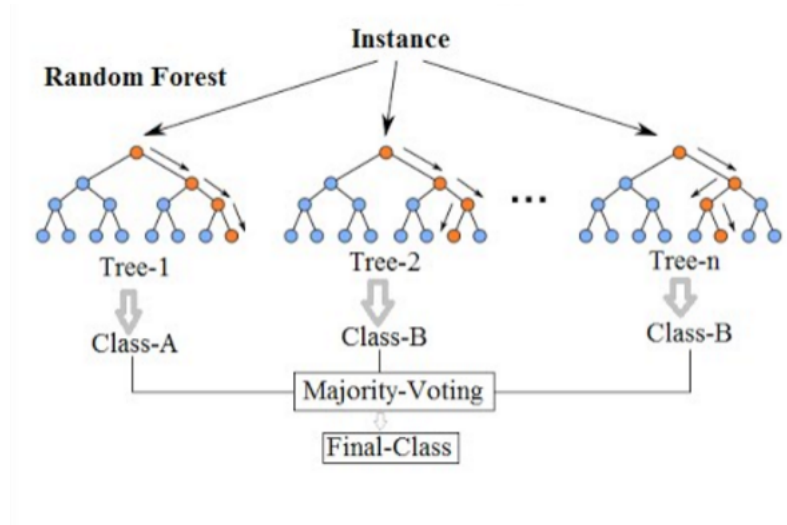 Instance
Random Forest
...
Tree-1
Tree-2
Tree-n
Class-A
Class-B
Class-B
Majority-Voting
Final-Class